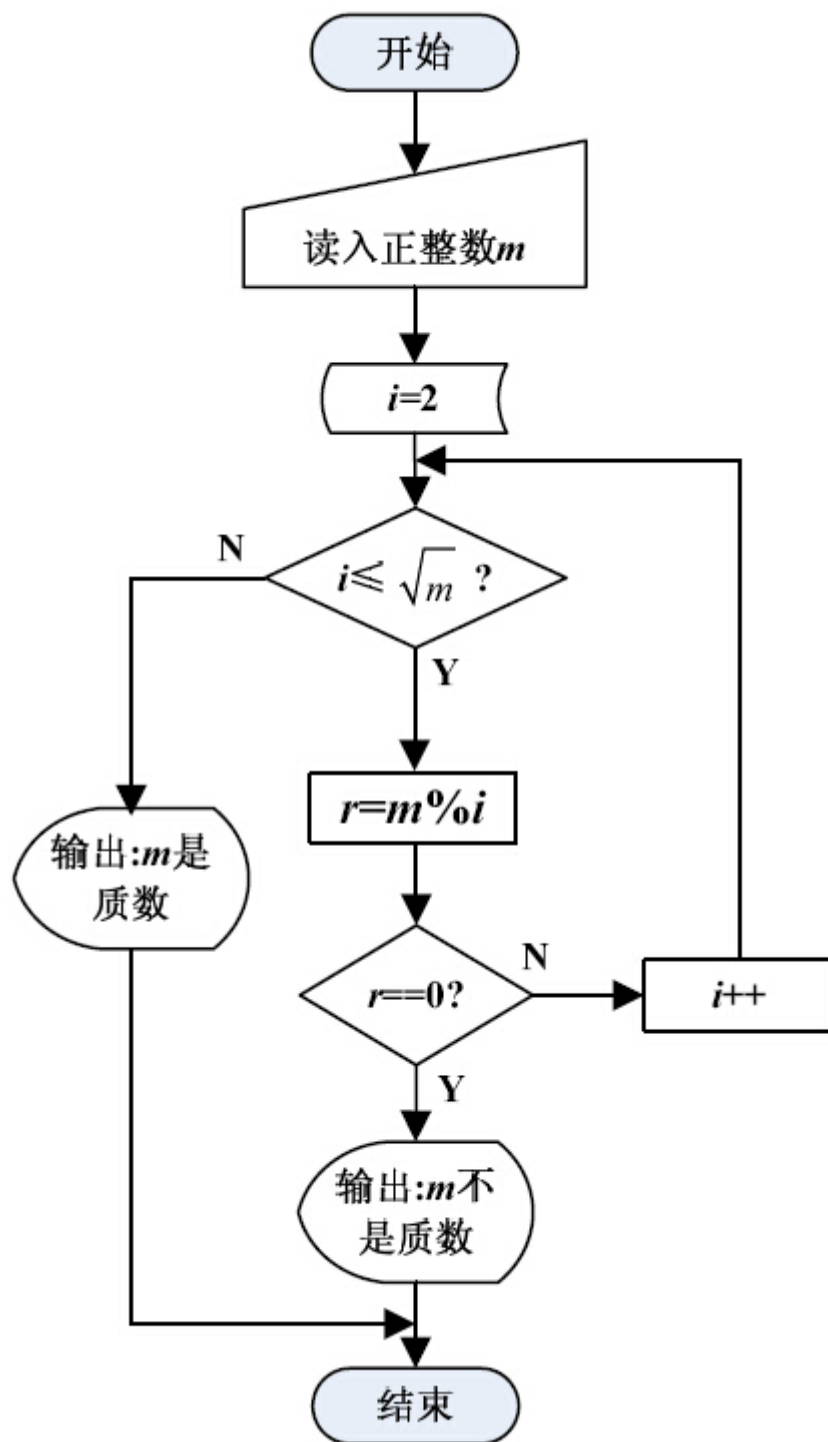 开始
读入正整数m
i=2
i≤ √m ?
N
Y
r=m%i
输出:m是
质数
r==0?
N
i++
Y
输出:m不
是质数
结束